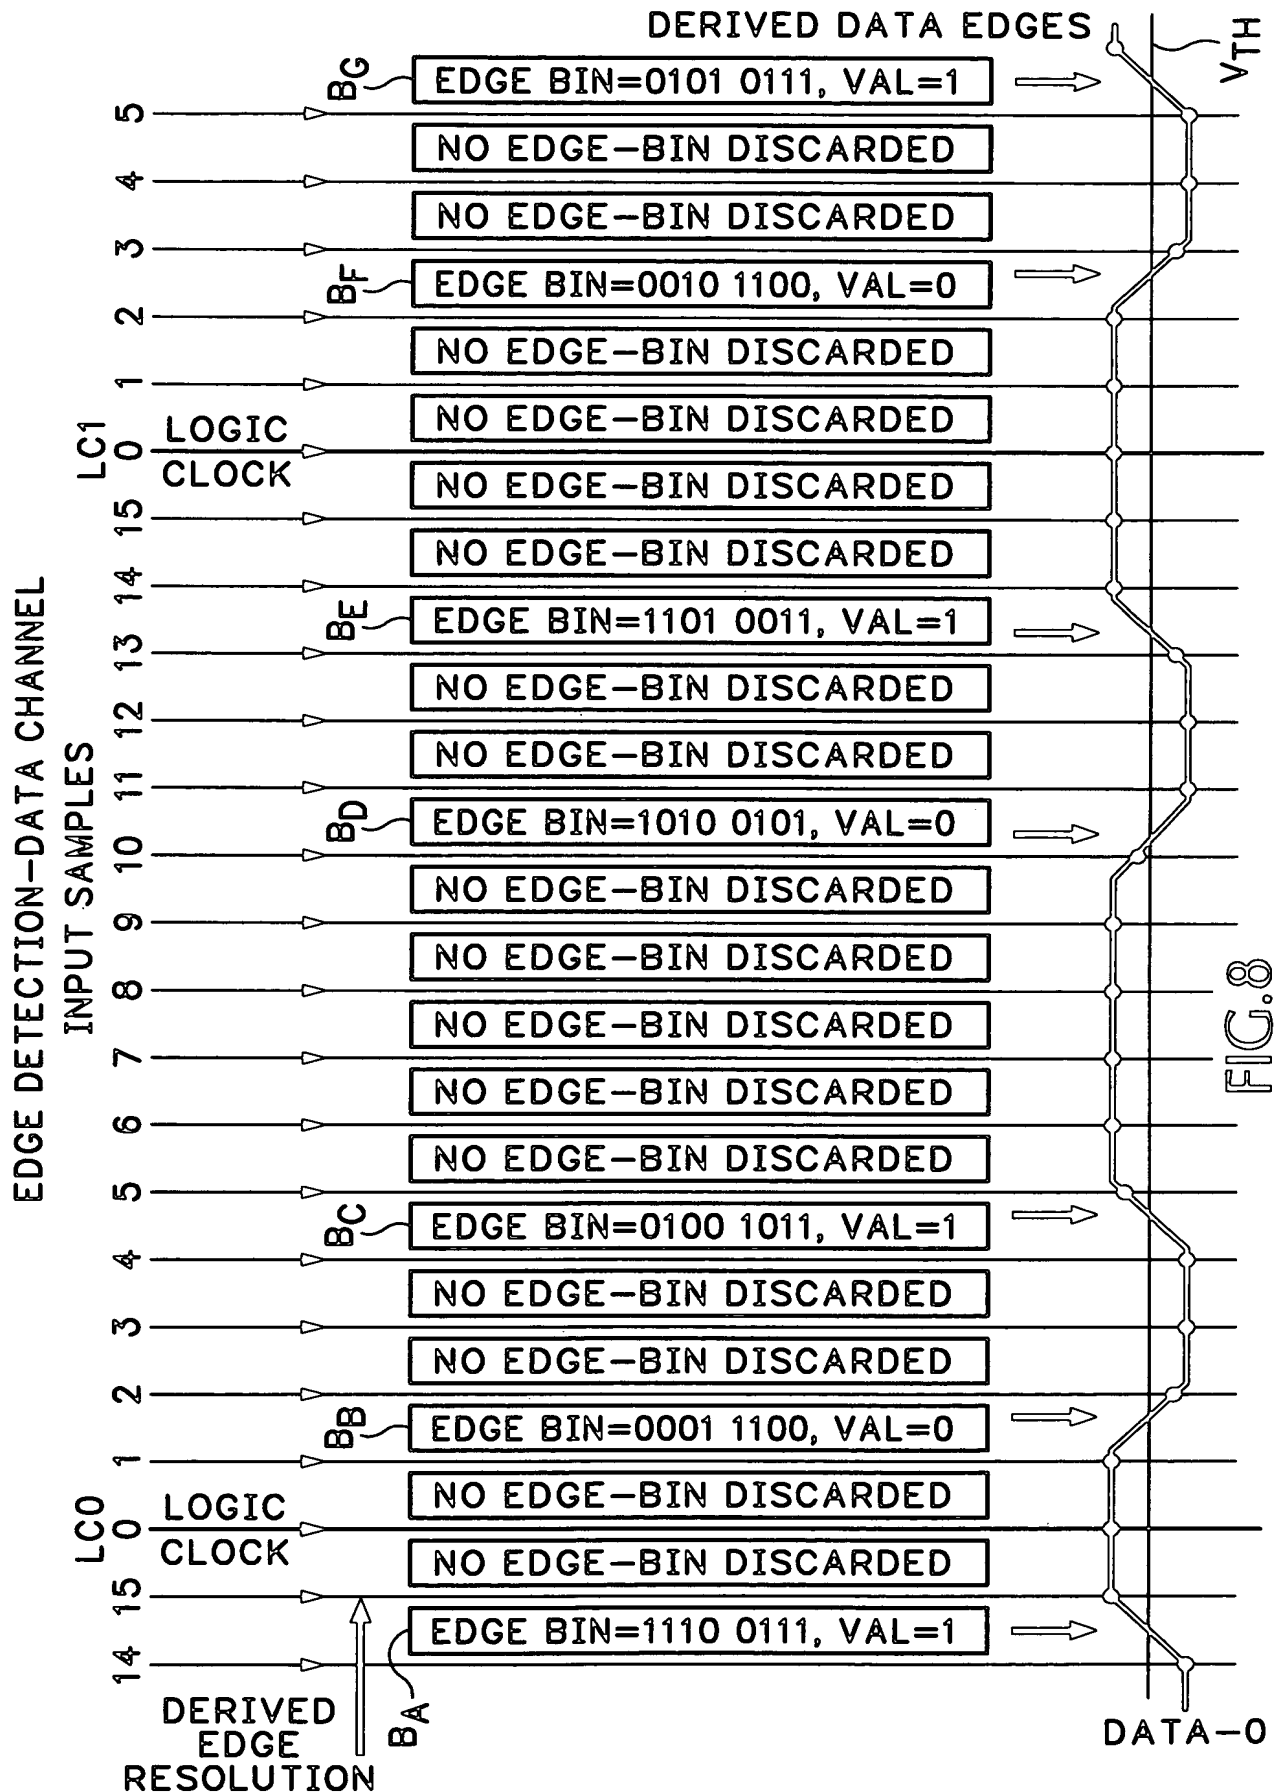 EDGE DETECTION-DATA CHANNEL
INPUT SAMPLES
DERIVED DATA EDGES
VTH
BG
EDGE BIN=0101 0111, VAL=1
5
NO EDGE-BIN DISCARDED
4
NO EDGE-BIN DISCARDED
3
BF
EDGE BIN=0010 1100, VAL=0
2
NO EDGE-BIN DISCARDED
1
NO EDGE-BIN DISCARDED
LC1
0
LOGIC
CLOCK
NO EDGE-BIN DISCARDED
15
NO EDGE-BIN DISCARDED
14
BE
EDGE BIN=1101 0011, VAL=1
13
NO EDGE-BIN DISCARDED
12
NO EDGE-BIN DISCARDED
11
BD
EDGE BIN=1010 0101, VAL=0
10
NO EDGE-BIN DISCARDED
9
NO EDGE-BIN DISCARDED
8
NO EDGE-BIN DISCARDED
7
NO EDGE-BIN DISCARDED
6
NO EDGE-BIN DISCARDED
5
BC
EDGE BIN=0100 1011, VAL=1
4
NO EDGE-BIN DISCARDED
3
NO EDGE-BIN DISCARDED
2
BB
EDGE BIN=0001 1100, VAL=0
1
NO EDGE-BIN DISCARDED
LC0
0
LOGIC
CLOCK
NO EDGE-BIN DISCARDED
15
BA
EDGE BIN=1110 0111, VAL=1
14
DERIVED
EDGE
RESOLUTION
DATA-0
FIG.8